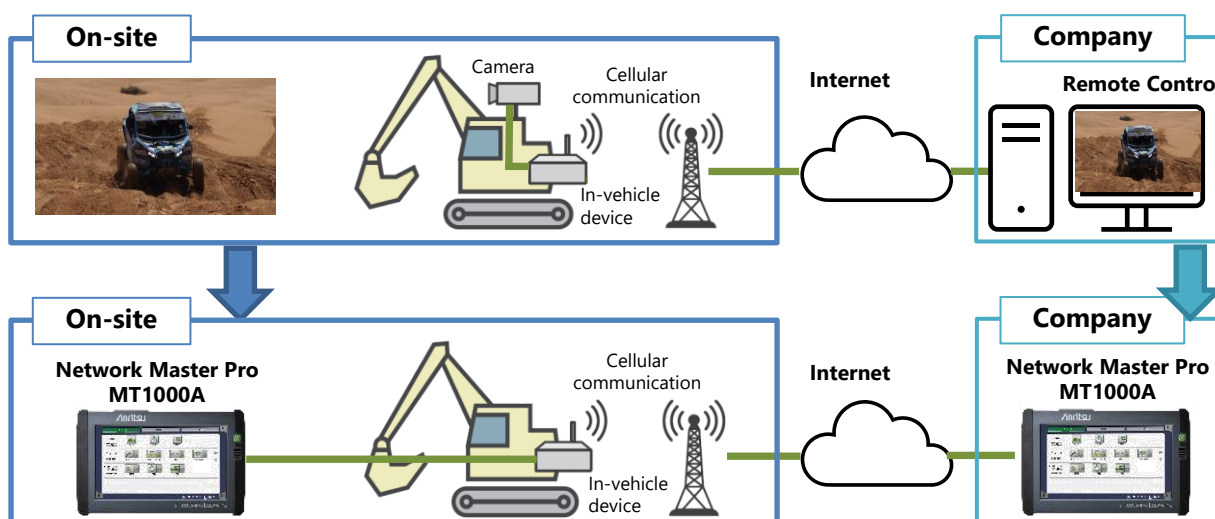 On-site
Company
Camera
Cellular
communication
Internet
Remote Contro
In-vehicle
device
On-site
Company
Network Master Pro
MT1000A
Cellular
communication
Internet
Network Master Pro
MT1000A
Anritsu
Anritsu
In-vehicle
device